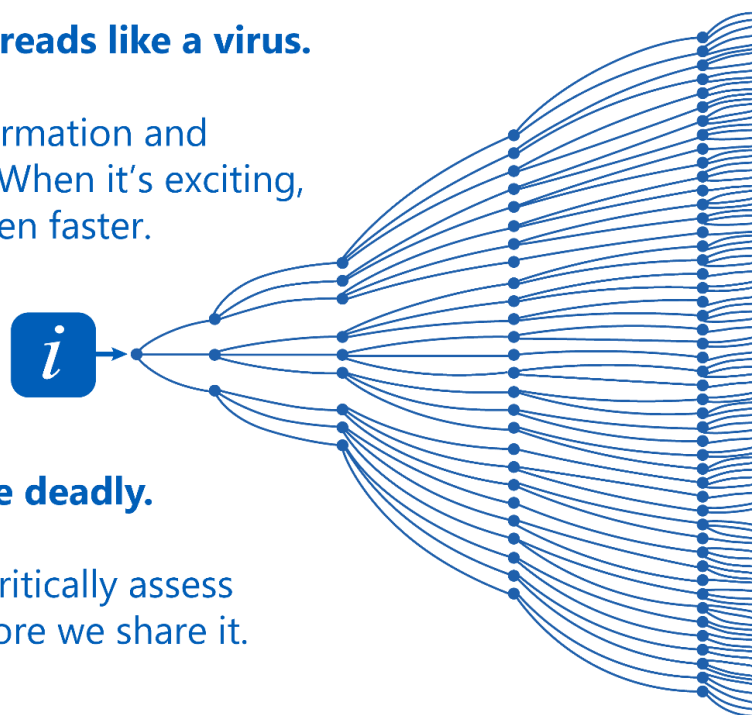 reads like a virus.
rmation and
When it's exciting,
en faster.
i
e deadly.
ritically assess
ore we share it.